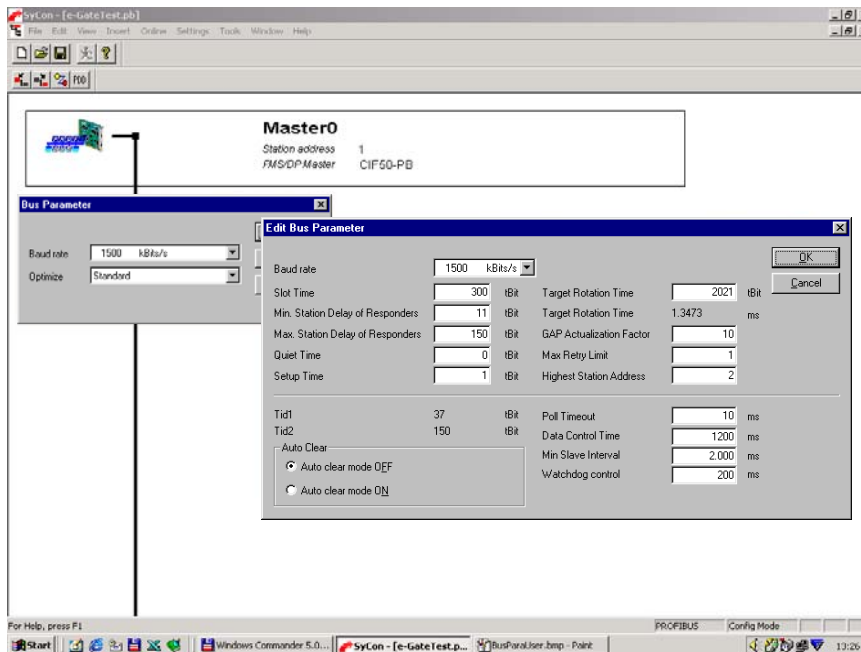 SyCon - [e-GateTest.pb]
File Edit View Insert Online Settings Tools Window Help
PDO
Master0
Station address 1
FMS/DP Master CIF50-PB
Bus Parameter
Baud rate 1500 kBits/s
Optimize Standard
Edit Bus Parameter
Baud rate 1500 kBits/s
OK
Cancel
Slot Time 300 tBit Target Rotation Time 2021 tBit
Min. Station Delay of Responders 11 tBit Target Rotation Time 1.3473 ms
Max. Station Delay of Responders 150 tBit GAP Actualization Factor 10
Quiet Time 0 tBit Max Retry Limit 1
Setup Time 1 tBit Highest Station Address 2
Tid1 37 tBit Poll Timeout 10 ms
Tid2 150 tBit Data Control Time 1200 ms
Auto Clear Min Slave Interval 2.000 ms
Auto clear mode OFF Watchdog control 200 ms
Auto clear mode ON
For Help, press F1 PROFIBUS Config Mode
Start Windows Commander 5.0... SyCon - [e-GateTest.p... BusParaUser.bmp - Paint 13:26